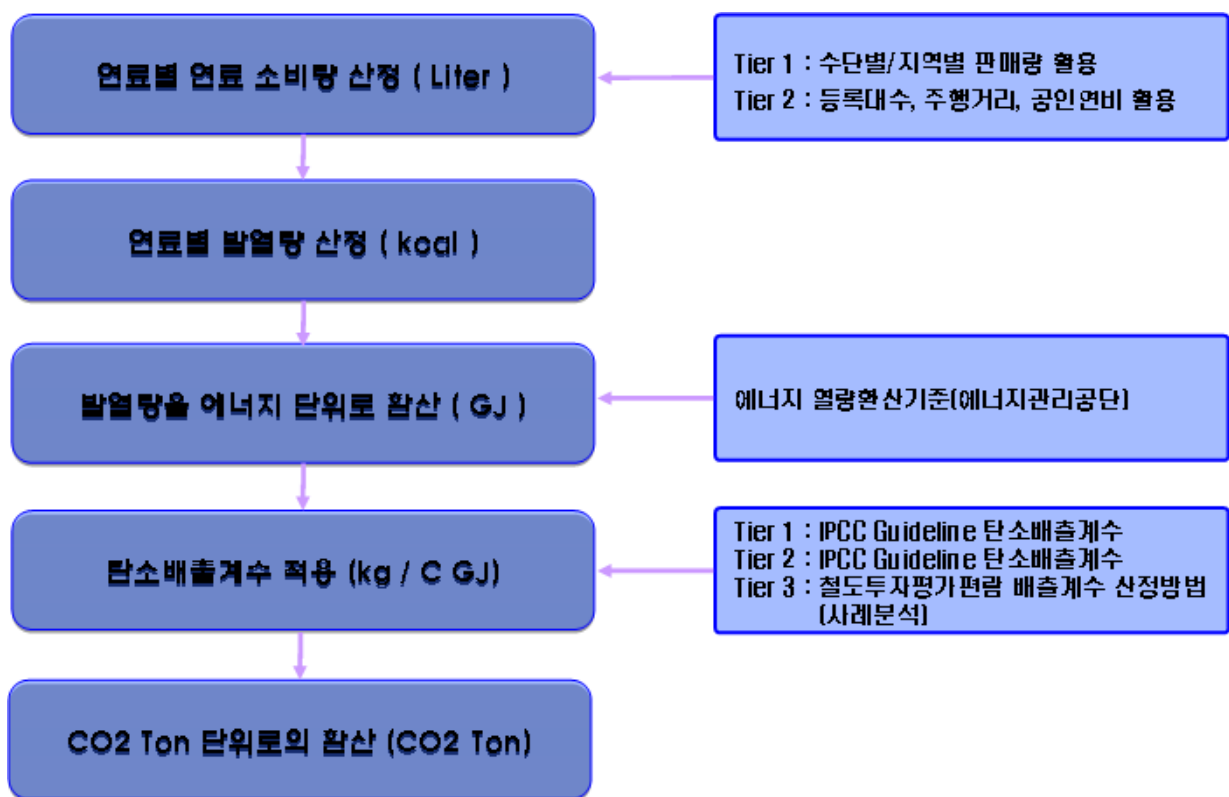 연료별 연료 소비량 산정 ( Liter )
Tier 1 : 수단별/지역별 판매량 활용
Tier 2 : 등록대수, 주행거리, 공인연비 활용
연료별 발열량 산정 ( kcal )
발열량을 에너지 단위로 환산 ( GJ )
에너지 열량환산기준(에너지관리공단)
탄소배출계수 적용 (kg / C GJ)
Tier 1 : IPCC Guideline 탄소배출계수
Tier 2 : IPCC Guideline 탄소배출계수
Tier 3 : 철도투자평가편람 배출계수 산정방법
(사례분석)
CO2 Ton 단위로의 환산 (CO2 Ton)